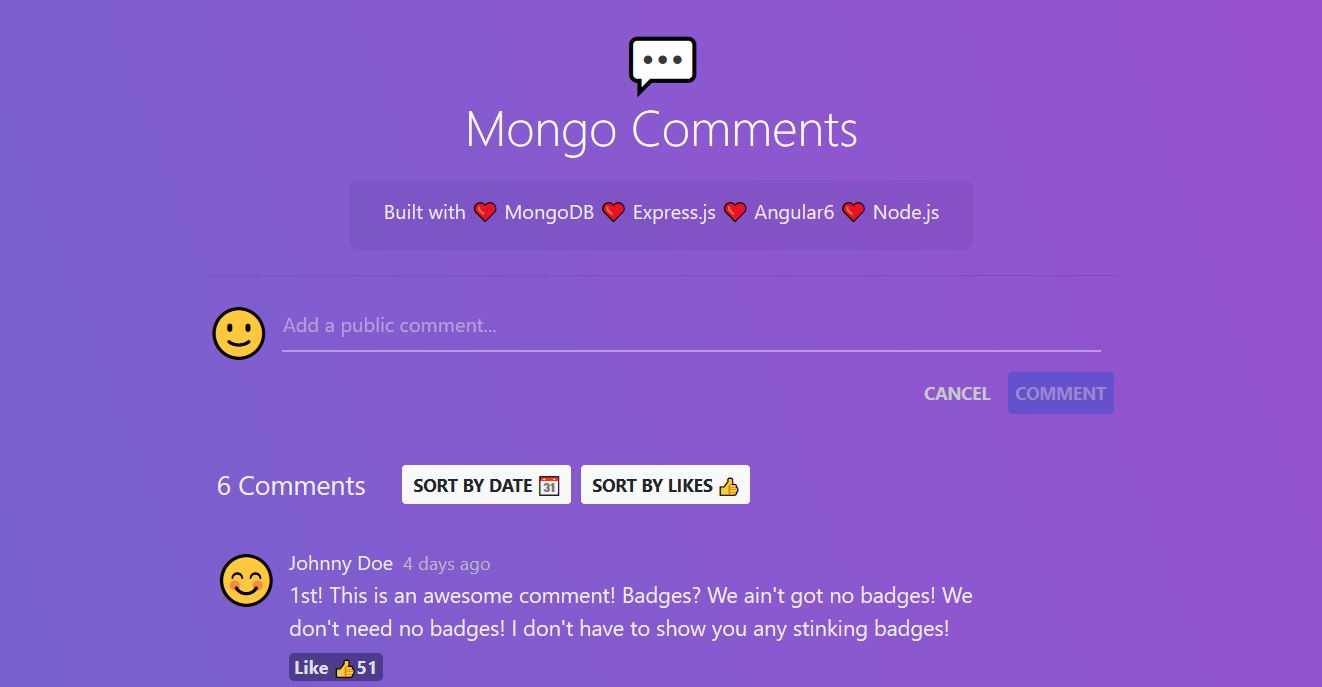 Mongo Comments
Built with ❤️ MongoDB ❤️ Express.js ❤️ Angular6 ❤️ Node.js
Add a public comment...
CANCEL COMMENT
6 Comments SORT BY DATE 📅 SORT BY LIKES 👍
Johnny Doe 4 days ago
1st! This is an awesome comment! Badges? We ain't got no badges! We
don't need no badges! I don't have to show you any stinking badges!
Like 👍51